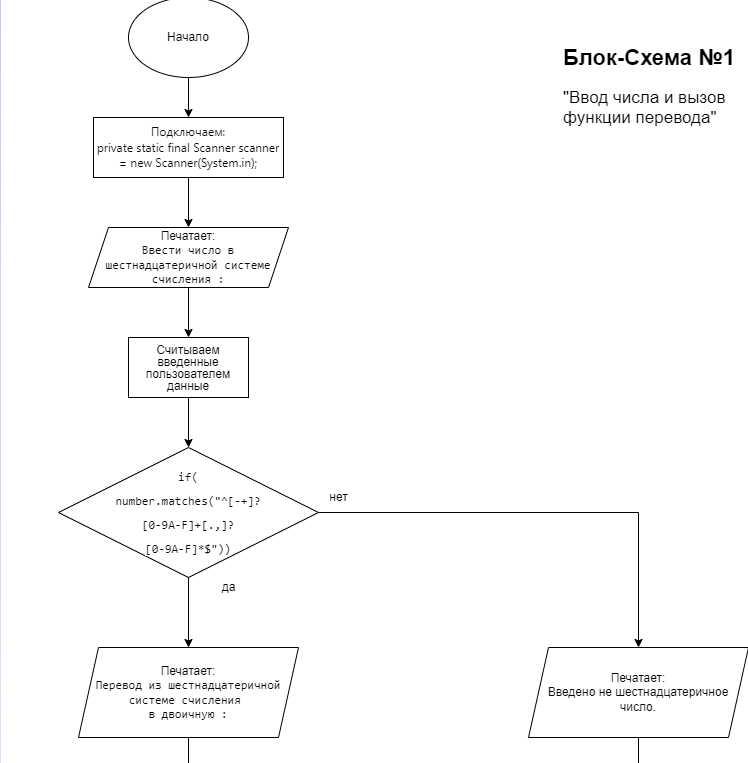 Начало
Блок-Схема №1
"Ввод числа и вызов
функции перевода"
Подключаем:
private static final Scanner scanner
= new Scanner(System.in);
Печатает:
Ввести число в
шестнадцатеричной системе
счисления :
Считываем
введенные
пользователем
данные
if(
number.matches("^[-+]?
[0-9A-F]+[.,]?
[0-9A-F]*$"))
нет
да
Печатает:
Перевод из шестнадцатеричной
системе счисления
в двоичную :
Печатает:
Введено не шестнадцатеричное
число.